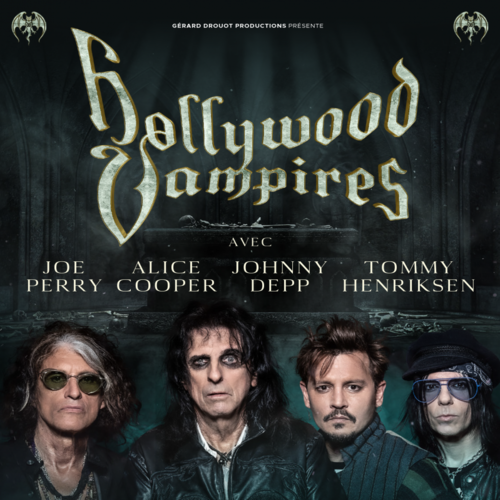 GÉRARD DROUOT PRODUCTIONS PRÉSENTE
Hollywood
Vampires
AVEC
JOE ALICE JOHNNY TOMMY
PERRY COOPER DEPP HENRIKSEN